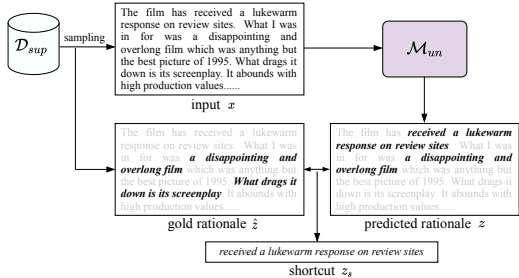 The film has received a lukewarm
response on review sites. What I was
in for was a disappointing and
overlong film which was anything but
the best picture of 1995. What drags it
down is its screenplay. It abounds with
high production values......
D_sup
sampling
M_un
input x
The film has received a lukewarm
response on review sites. What I was
in for was a disappointing and
overlong film which was anything but
the best picture of 1995. What drags it
down is its screenplay. It abounds with
high production values......
The film has received a lukewarm
response on review sites What I was
in for was a disappointing and
overlong film which was anything but
the best picture of 1995. What drags it
down is its screenplay. It abounds with
high production values......
gold rationale ẑ
predicted rationale z
received a lukewarm response on review sites
shortcut z_s